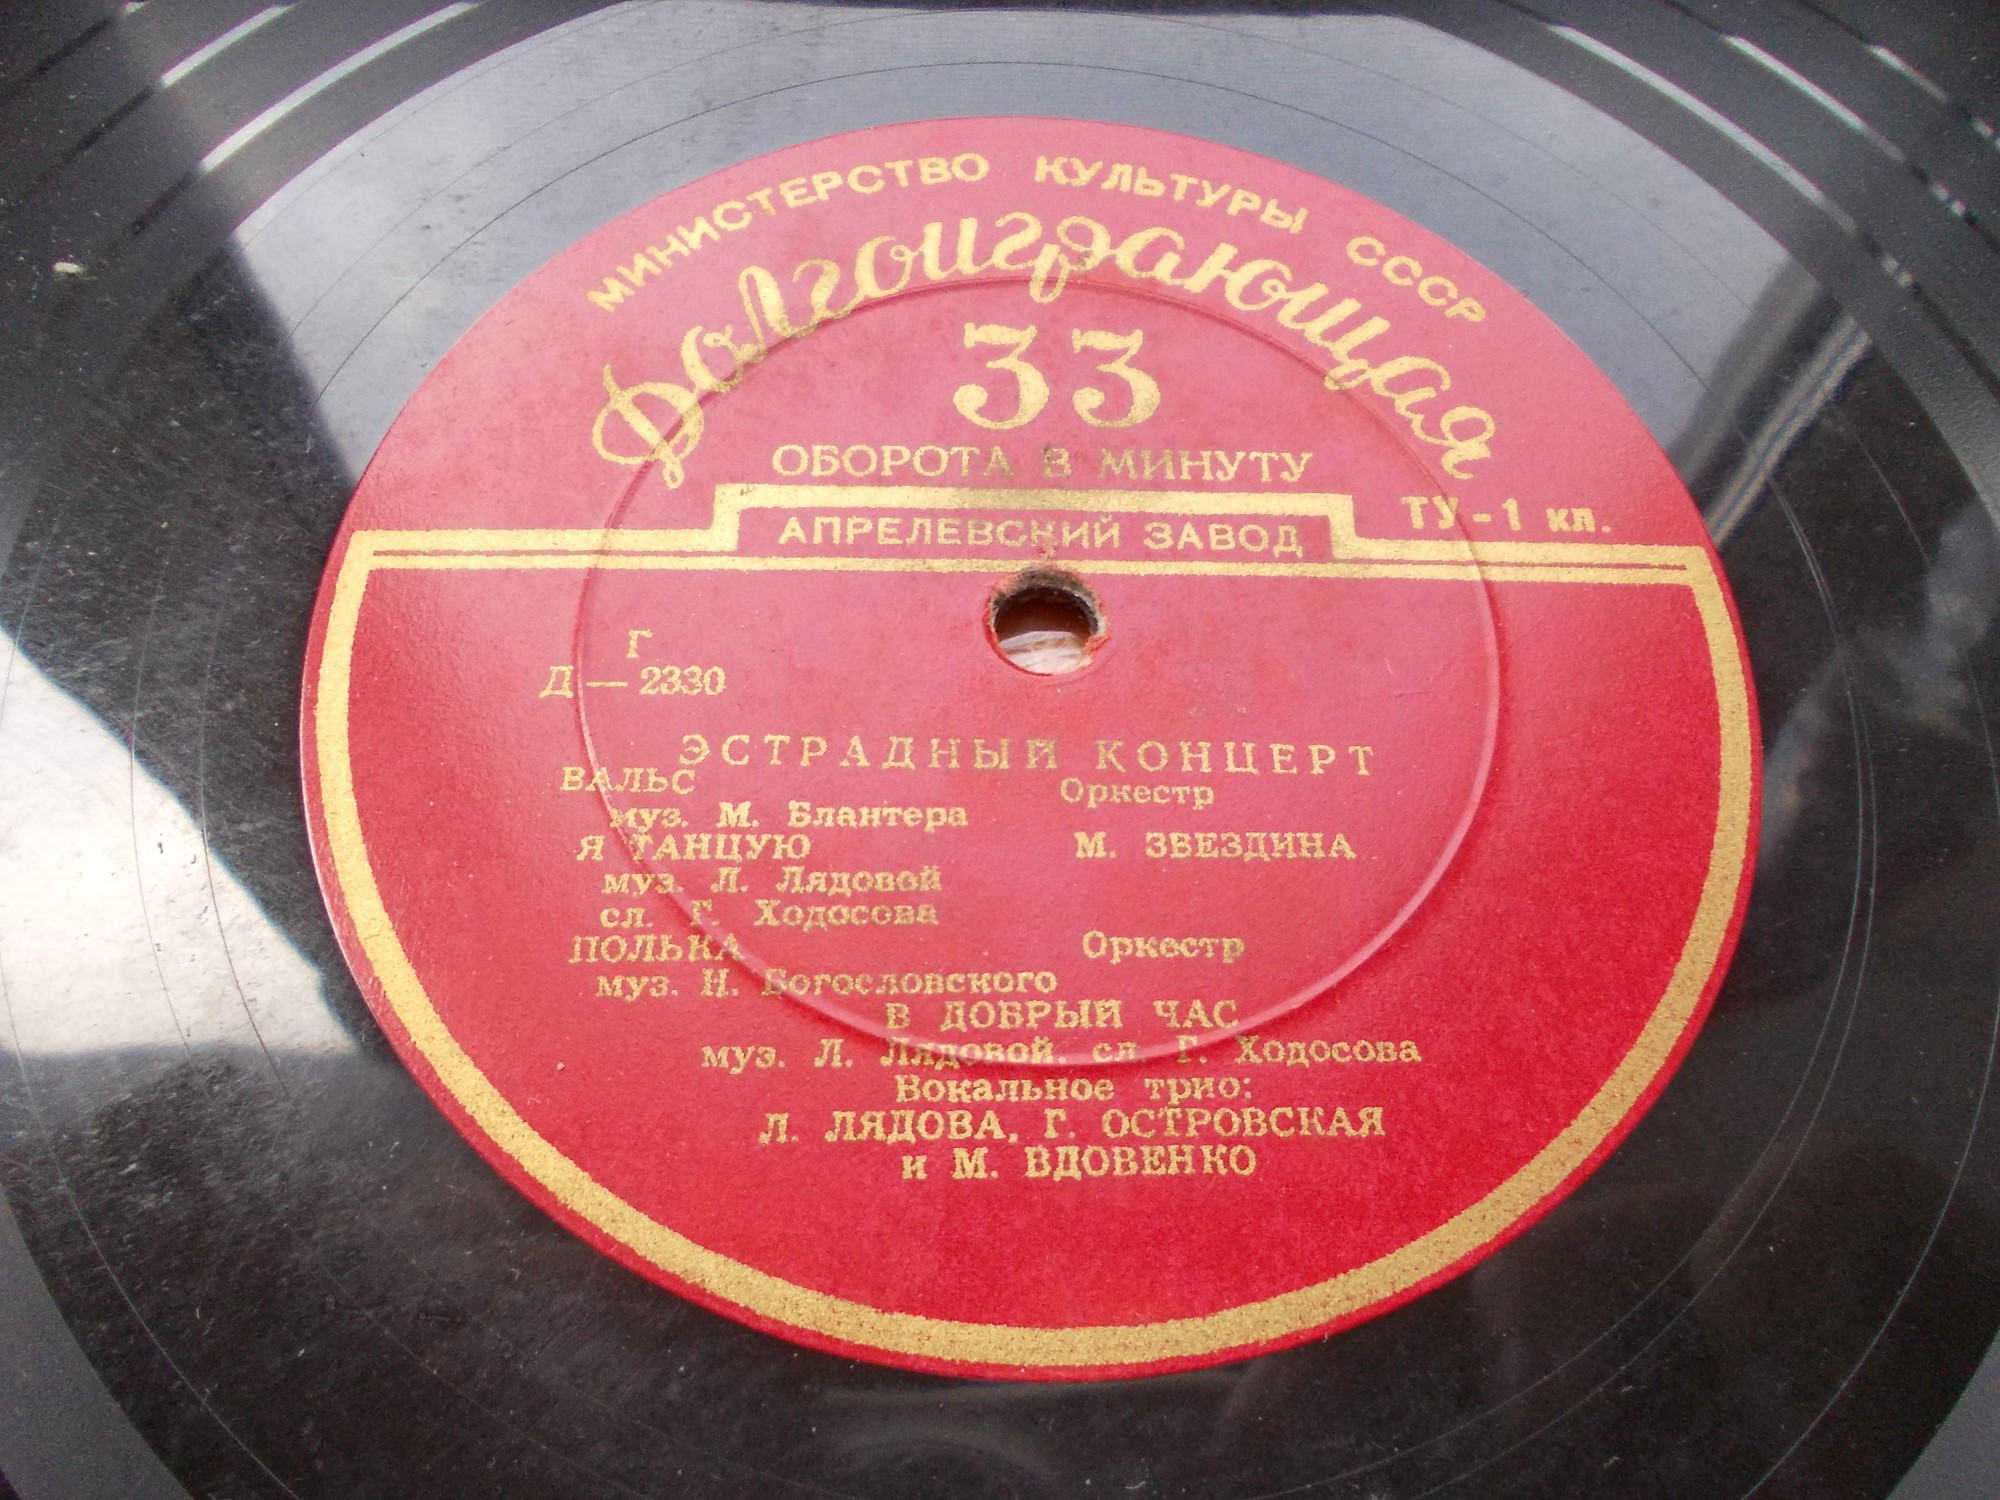 МИНИСТЕРСТВО КУЛЬТУРЫ СССР
Долгоиграющая
33
ОБОРОТА В МИНУТУ
АПРЕЛЕВСКИЙ ЗАВОД
ТУ-1 кл.
Г
Д — 2330
ЭСТРАДНЫЙ КОНЦЕРТ
ВАЛЬС Оркестр
муз. М. Блантера
Я ТАНЦУЮ М. ЗВЕЗДИНА
муз. Л. Лядовой
сл. Г. Ходосова
ПОЛЬКА Оркестр
муз. Н. Богословского
В ДОБРЫЙ ЧАС
муз. Л. Лядовой, сл. Г. Ходосова
Вокальное трио:
Л. ЛЯДОВА, Г. ОСТРОВСКАЯ
и М. ВДОВЕНКО